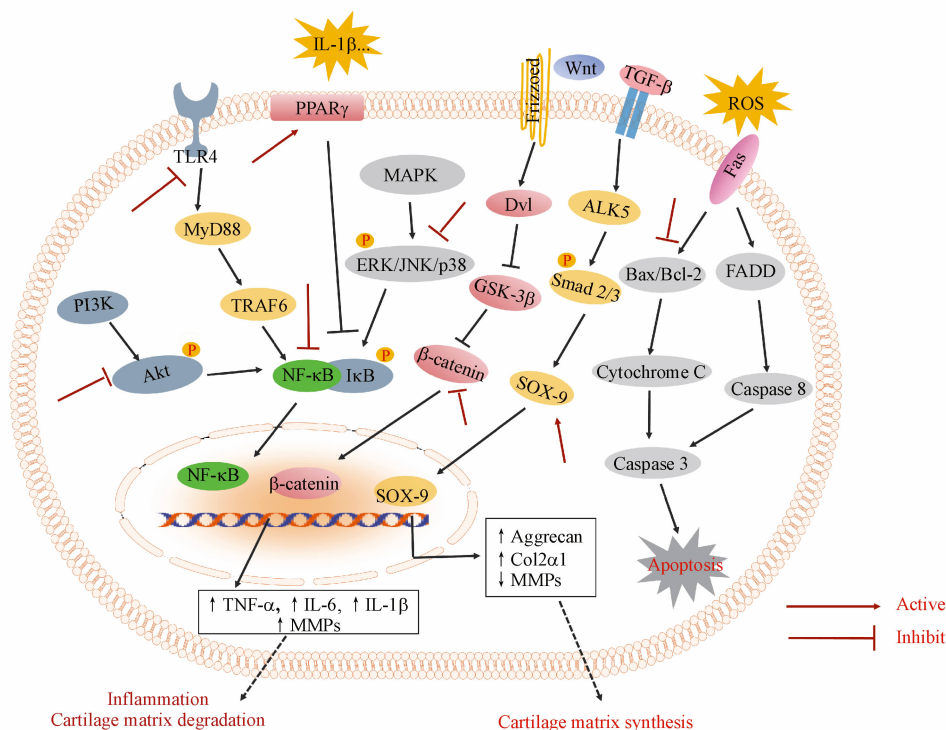 IL-1β...
Wnt
TGF-β
Frizzoed
ROS
PPARγ
TLR4
Fas
MAPK
Dvl
ALK5
MyD88
P
ERK/JNK/p38
P
Smad 2/3
Bax/Bcl-2
FADD
GSK-3β
PI3K
TRAF6
P
Akt
NF-κB
IκB
P
β-catenin
SOX-9
Cytochrome C
Caspase 8
Caspase 3
NF-κB
β-catenin
SOX-9
↑ Aggrecan
↑ Col2α1
↓ MMPs
Apoptosis
↑ TNF-α, ↑ IL-6, ↑ IL-1β
↑ MMPs
Active
Inhibit
Inflammation
Cartilage matrix degradation
Cartilage matrix synthesis